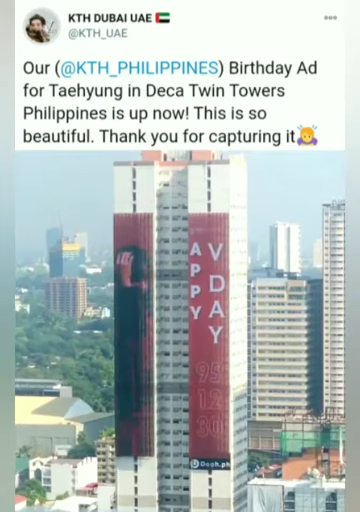 KTH DUBAI UAE 🇦🇪
@KTH_UAE
Our (@KTH_PHILIPPINES) Birthday Ad
for Taehyung in Deca Twin Towers
Philippines is up now! This is so
beautiful. Thank you for capturing it🙇
APPY
V DAY
95
12
30
Dooh.ph